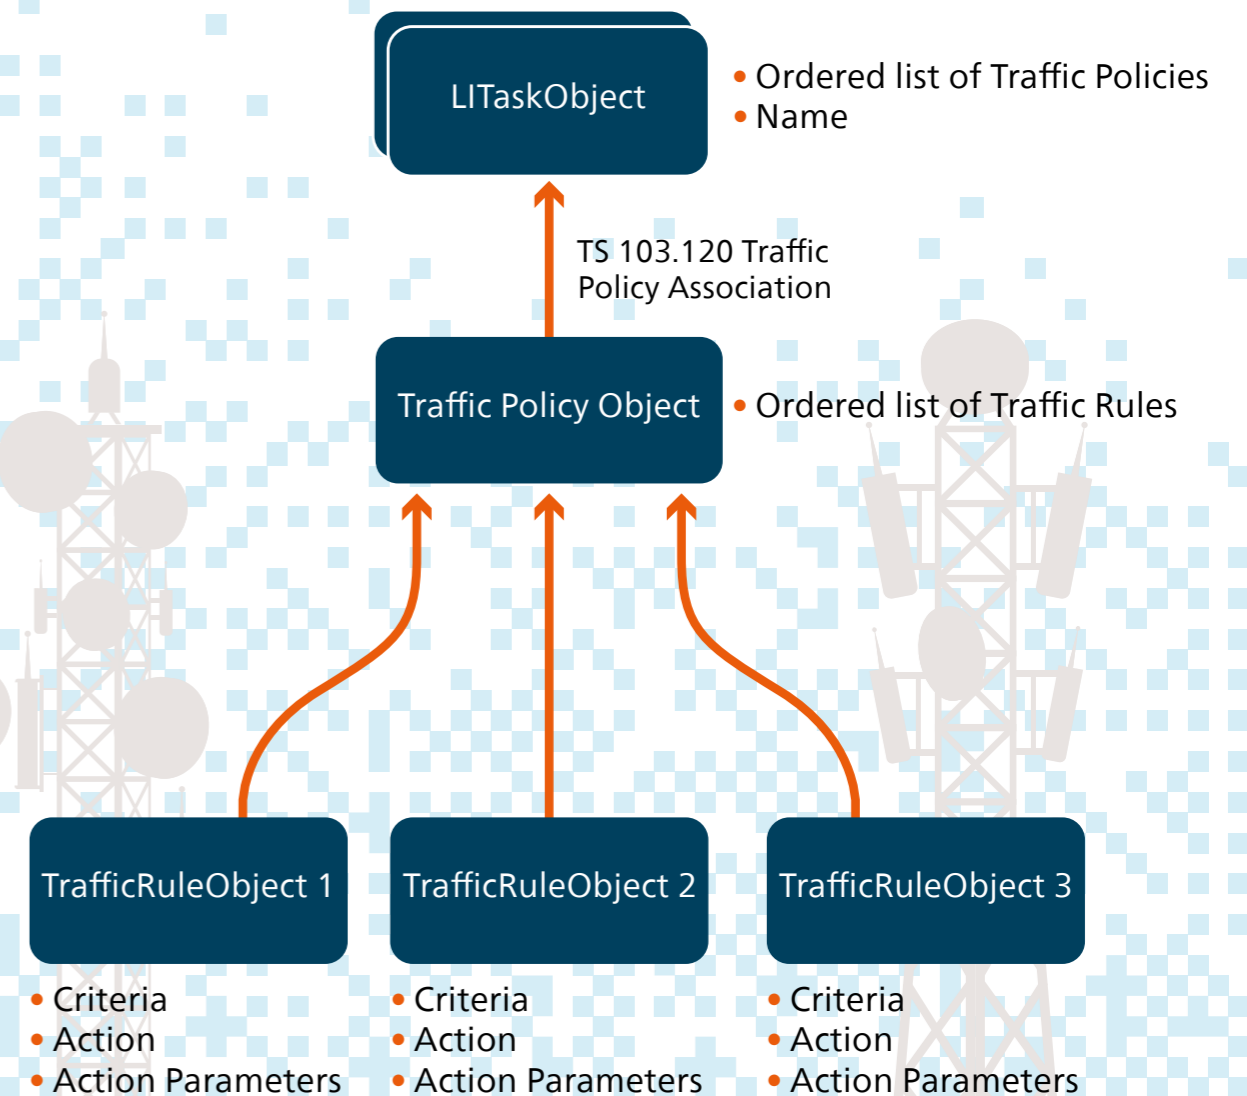 LITaskObject
• Ordered list of Traffic Policies
• Name
TS 103.120 Traffic
Policy Association
Traffic Policy Object
• Ordered list of Traffic Rules
TrafficRuleObject 1
TrafficRuleObject 2
TrafficRuleObject 3
• Criteria
• Action
• Action Parameters
• Criteria
• Action
• Action Parameters
• Criteria
• Action
• Action Parameters